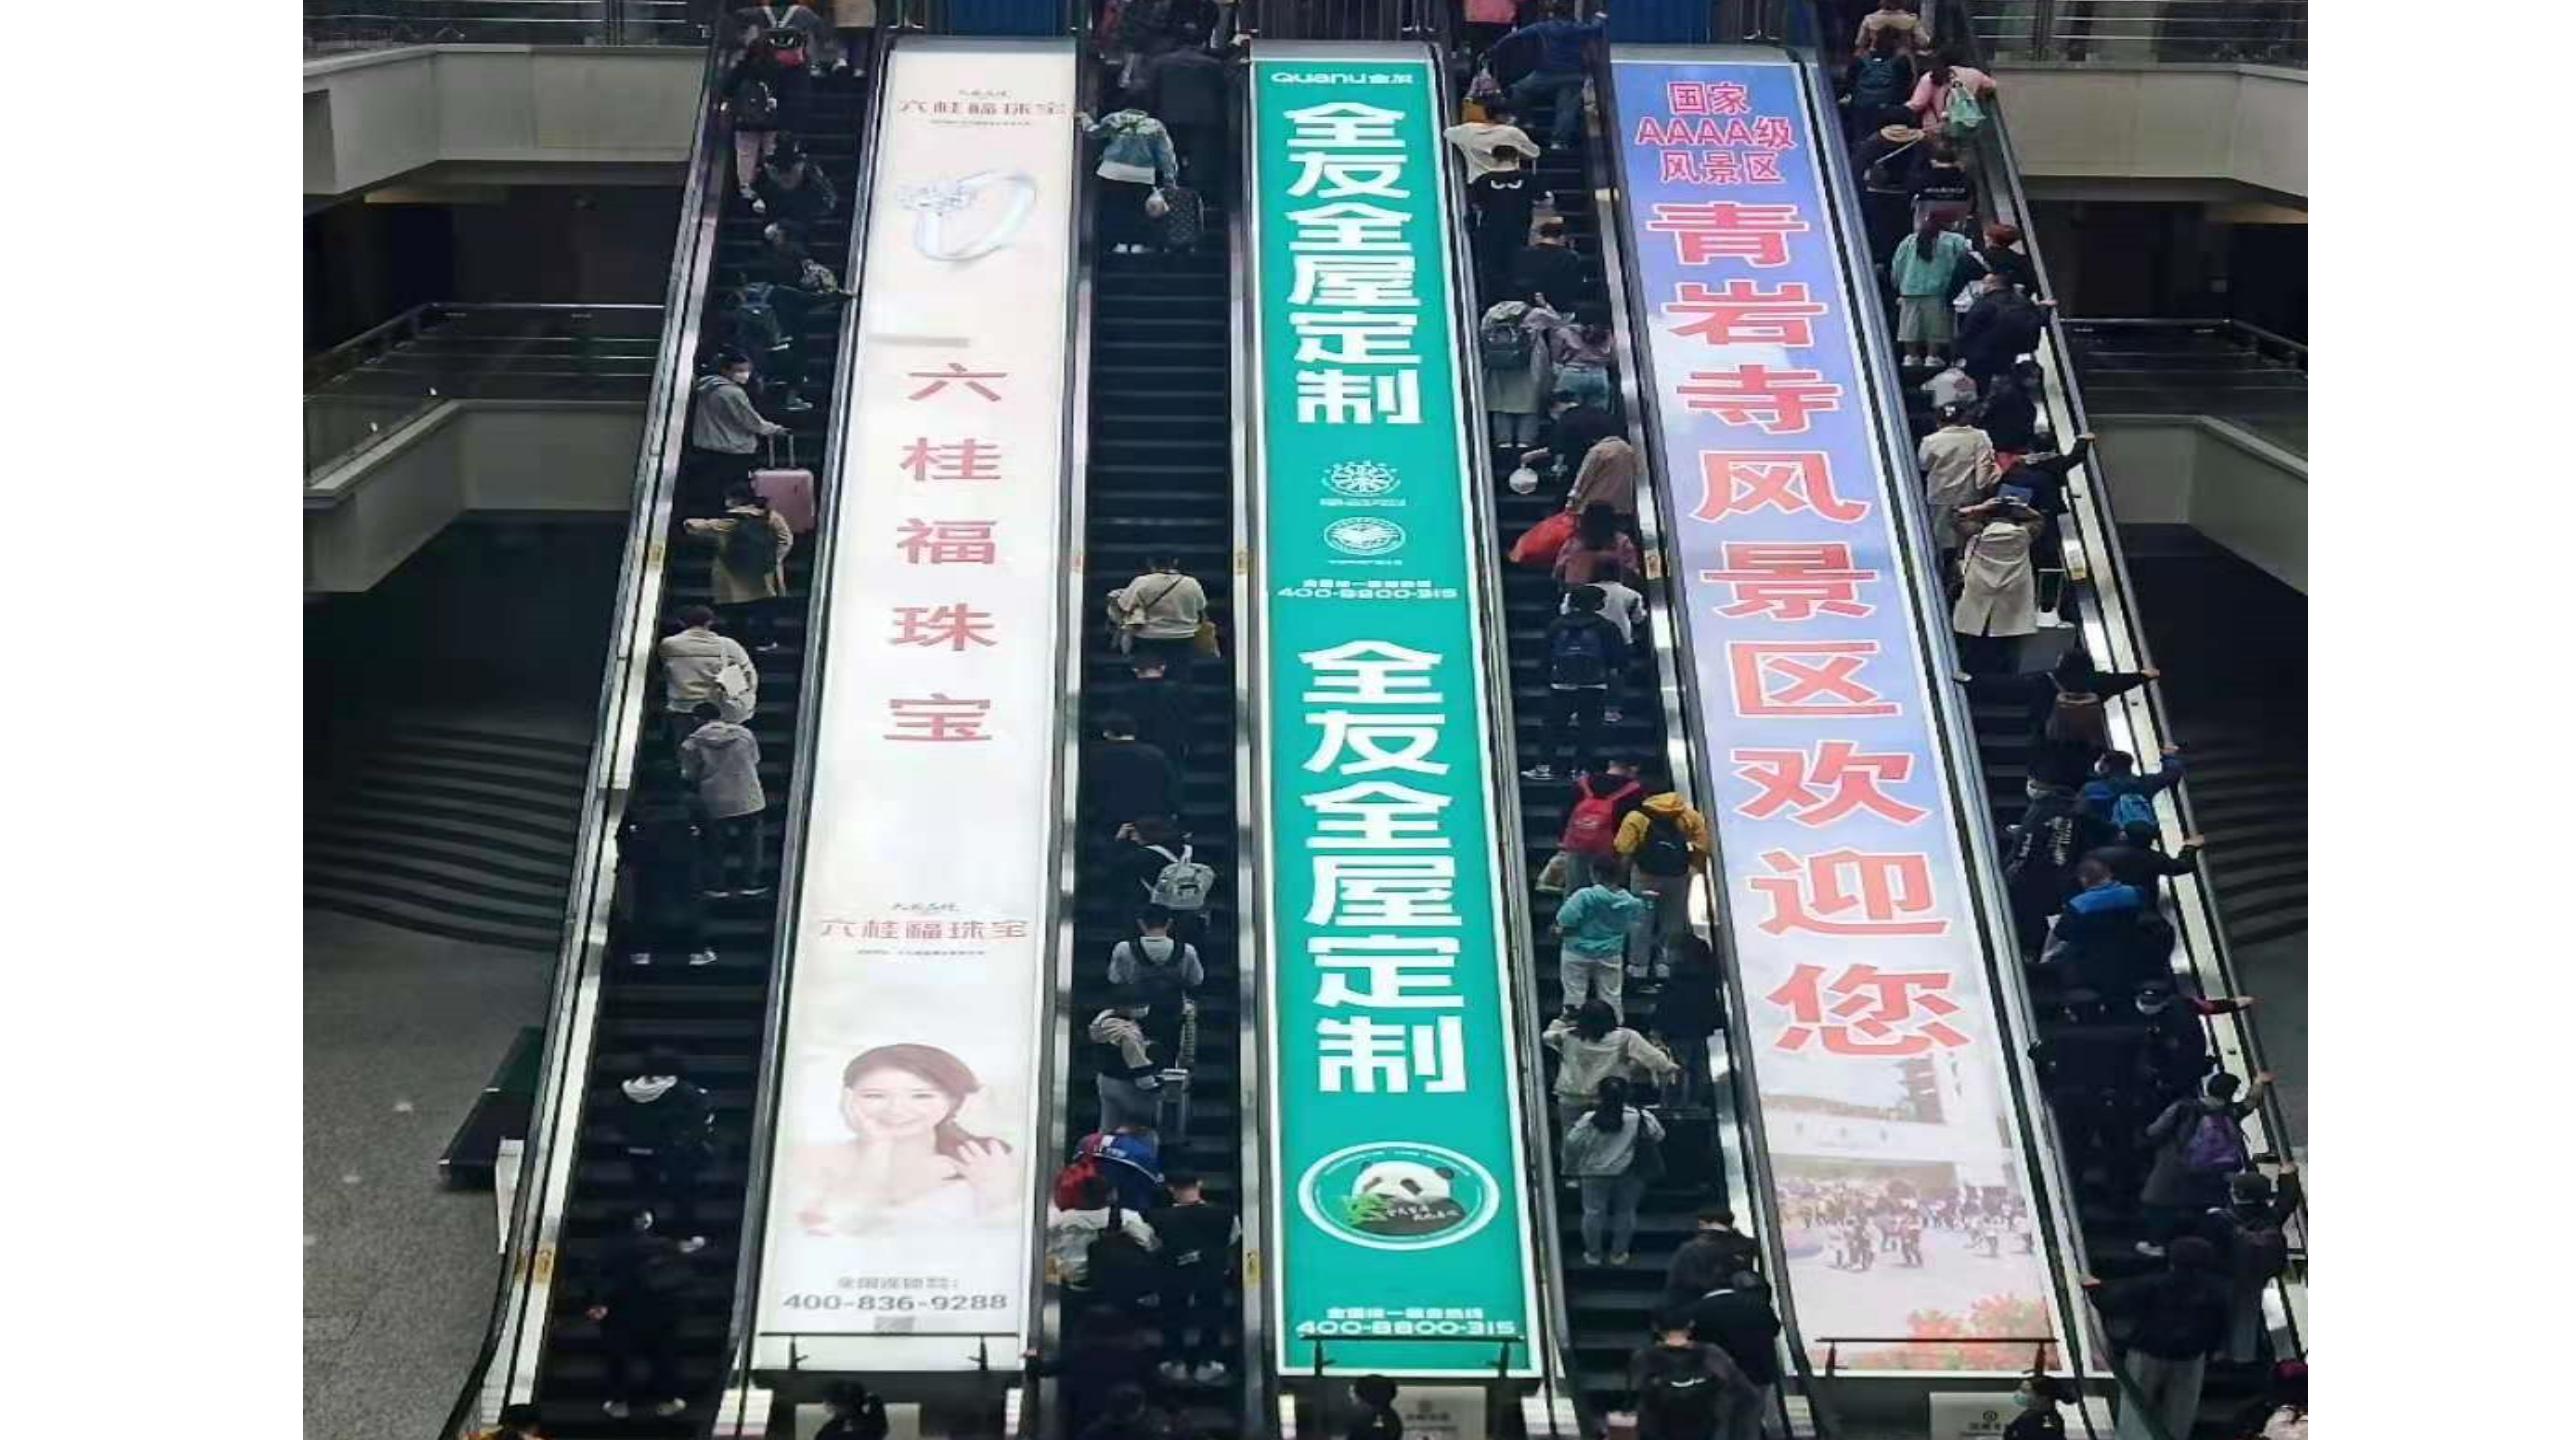 六桂福珠宝
六桂福珠宝
六桂福珠宝
400-836-9288
QuanU全友
全友全屋定制
400-8800-315
全友全屋定制
400-8800-315
国家
AAAA级
风景区
青岩寺风景区欢迎您